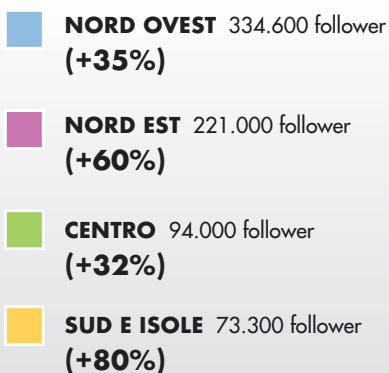 NORD OVEST 334.600 follower
(+35%)
NORD EST 221.000 follower
(+60%)
CENTRO 94.000 follower
(+32%)
SUD E ISOLE 73.300 follower
(+80%)